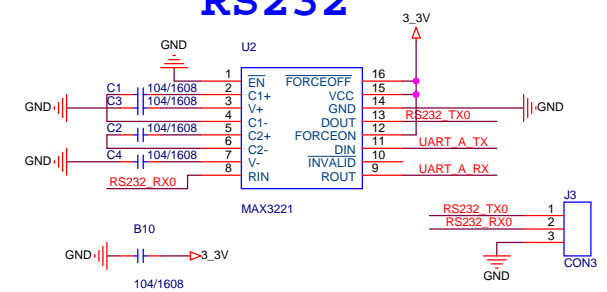 RS232
3_3V
GND
U2
1 EN FORCEOFF 16
C1 104/1608 2 C1+ VCC 15
GND C3 104/1608 3 V+ GND 14 GND
4 C1- DOUT 13 RS232_TX0
C2 104/1608 5 C2+ FORCEON 12
6 C2- DIN 11 UART_A_TX
GND C4 104/1608 7 V- INVALID 10
RS232_RX0 8 RIN ROUT 9 UART_A_RX
MAX3221
J3
RS232_TX0 1
RS232_RX0 2
3
CON3
GND
B10
GND 3_3V
104/1608